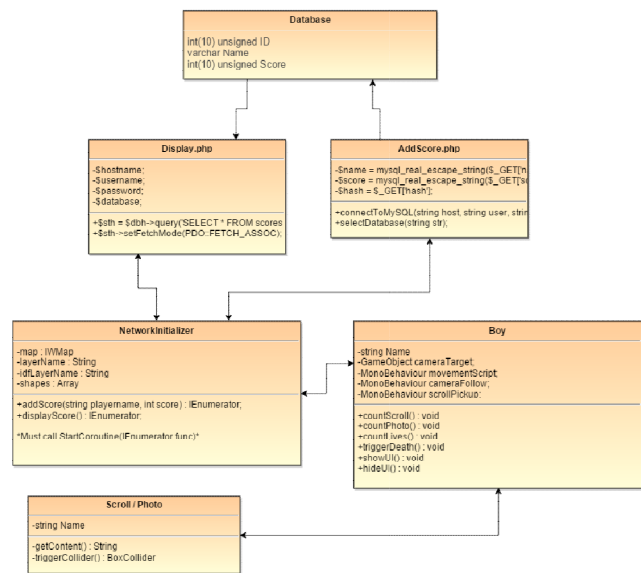 Database
int(10) unsigned ID
varchar Name
int(10) unsigned Score
Display.php
-$hostname;
-$username;
-$password;
-$database;
+$sth = $dbh->query('SELECT * FROM scores
+$sth->setFetchMode(PDO::FETCH_ASSOC);
AddScore.php
-$name = mysql_real_escape_string($_GET['n
-$score = mysql_real_escape_string($_GET['s
-$hash = $_GET['hash'];
+connectToMySQL(string host, string user, strin
+selectDatabase(string str);
NetworkInitializer
-map : IWMap
-layerName : String
-idfLayerName : String
-shapes : Array
+addScore(string playername, int score) : IEnumerator;
+displayScore() : IEnumerator;
*Must call StartCoroutine(IEnumerator func)*
Boy
-string Name
-GameObject cameraTarget;
-MonoBehaviour movementScript;
-MonoBehaviour cameraFollow;
-MonoBehaviour scrollPickup;
+countScroll() : void
+countPhoto() : void
+countLives() : void
+triggerDeath() : void
+showUI() : void
+hideUI() : void
Scroll / Photo
-string Name
-getContent() : String
-triggerCollider() : BoxCollider